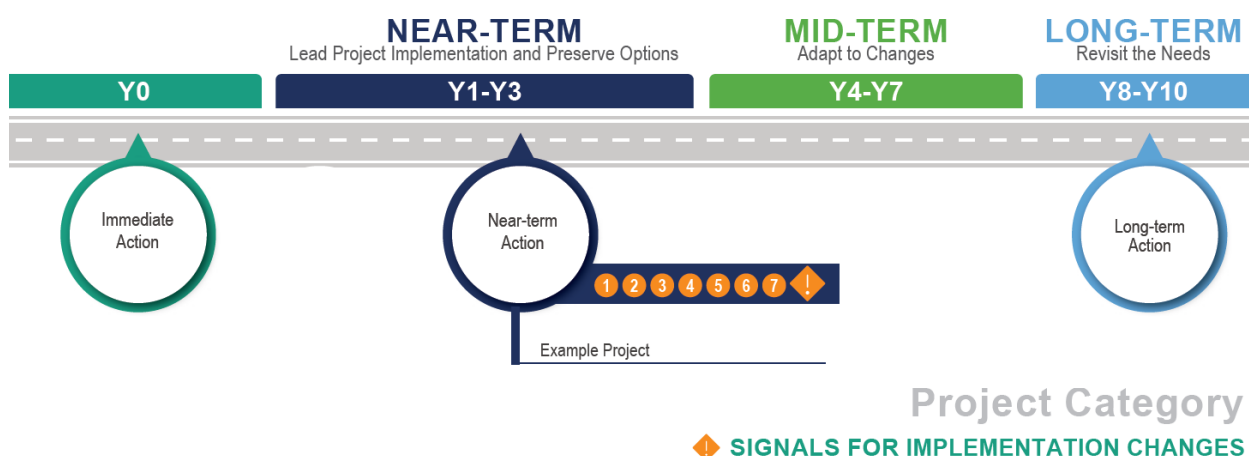 NEAR-TERM
Lead Project Implementation and Preserve Options
MID-TERM
Adapt to Changes
LONG-TERM
Revisit the Needs
Y0
Y1-Y3
Y4-Y7
Y8-Y10
Immediate
Action
Near-term
Action
Long-term
Action
1 2 3 4 5 6 7 !
Example Project
Project Category
! SIGNALS FOR IMPLEMENTATION CHANGES